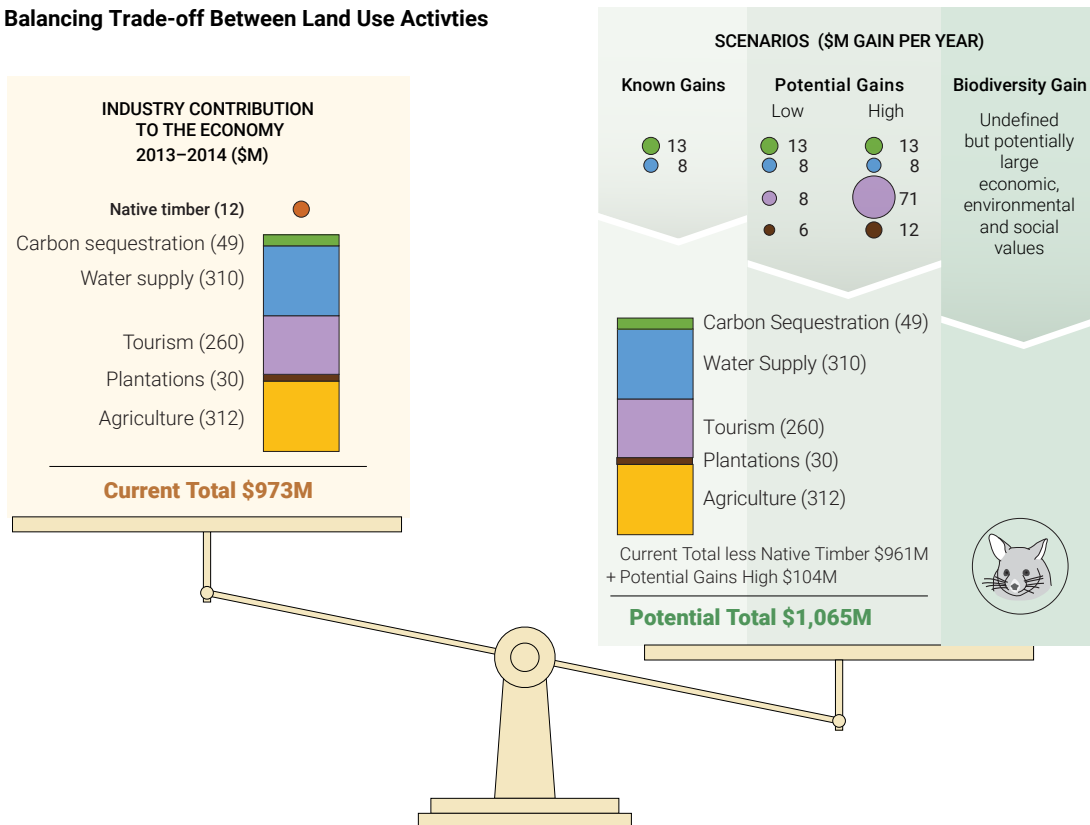 Balancing Trade-off Between Land Use Activties
INDUSTRY CONTRIBUTION
TO THE ECONOMY
2013–2014 ($M)
Native timber (12)
Carbon sequestration (49)
Water supply (310)
Tourism (260)
Plantations (30)
Agriculture (312)
Current Total $973M
SCENARIOS ($M GAIN PER YEAR)
Known Gains
13
8
Potential Gains
Low
13
8
8
6
High
13
8
71
12
Biodiversity Gain
Undefined
but potentially
large
economic,
environmental
and social
values
Carbon Sequestration (49)
Water Supply (310)
Tourism (260)
Plantations (30)
Agriculture (312)
Current Total less Native Timber $961M
+ Potential Gains High $104M
Potential Total $1,065M